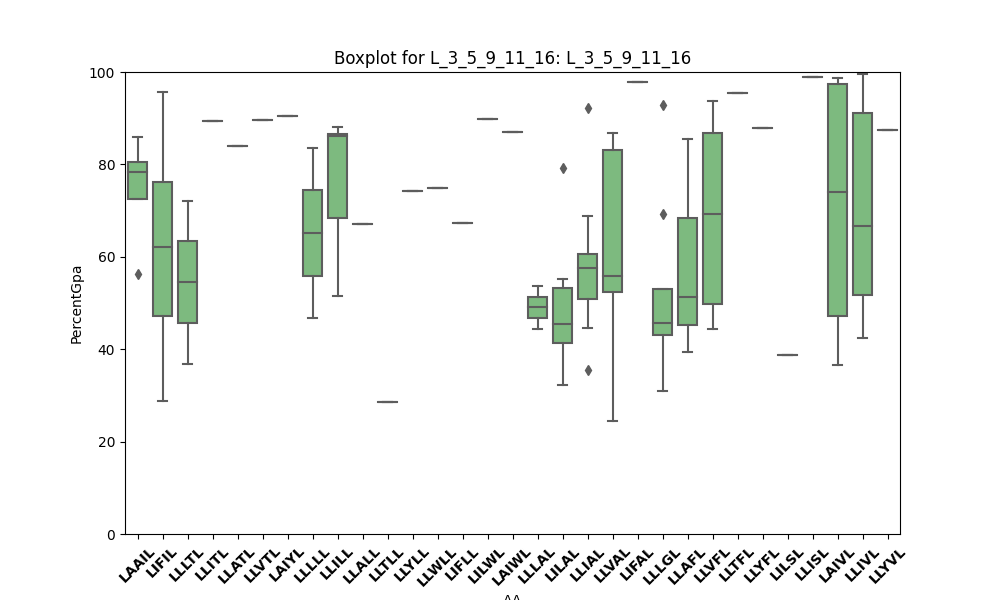 Boxplot for L_3_5_9_11_16: L_3_5_9_11_16
100
80
60
40
20
0
PercentGpa
LAAIL LIFIL LLLTL LLITL LLATL LLVTL LAIYL LLLLL LLILL LLALL LLTLL LLYLL LLWLL LIFLL LILWL LAIWL LLLAL LILAL LLIAL LLVAL LIFAL LLLGL LLAFL LLVFL LLTFL LLYFL LILSL LLISL LAIVL LLIVL LLYVL
AA